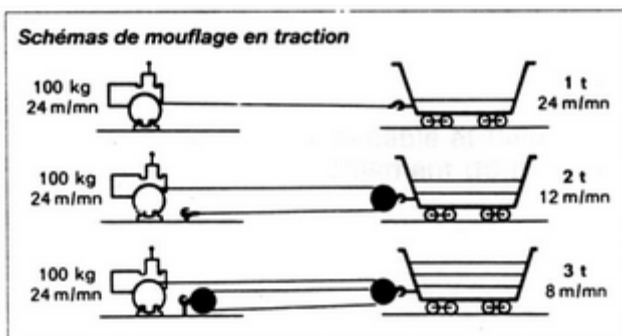 Schémas de mouflage en traction
100 kg
24 m/mn
1 t
24 m/mn
100 kg
24 m/mn
2 t
12 m/mn
100 kg
24 m/mn
3 t
8 m/mn